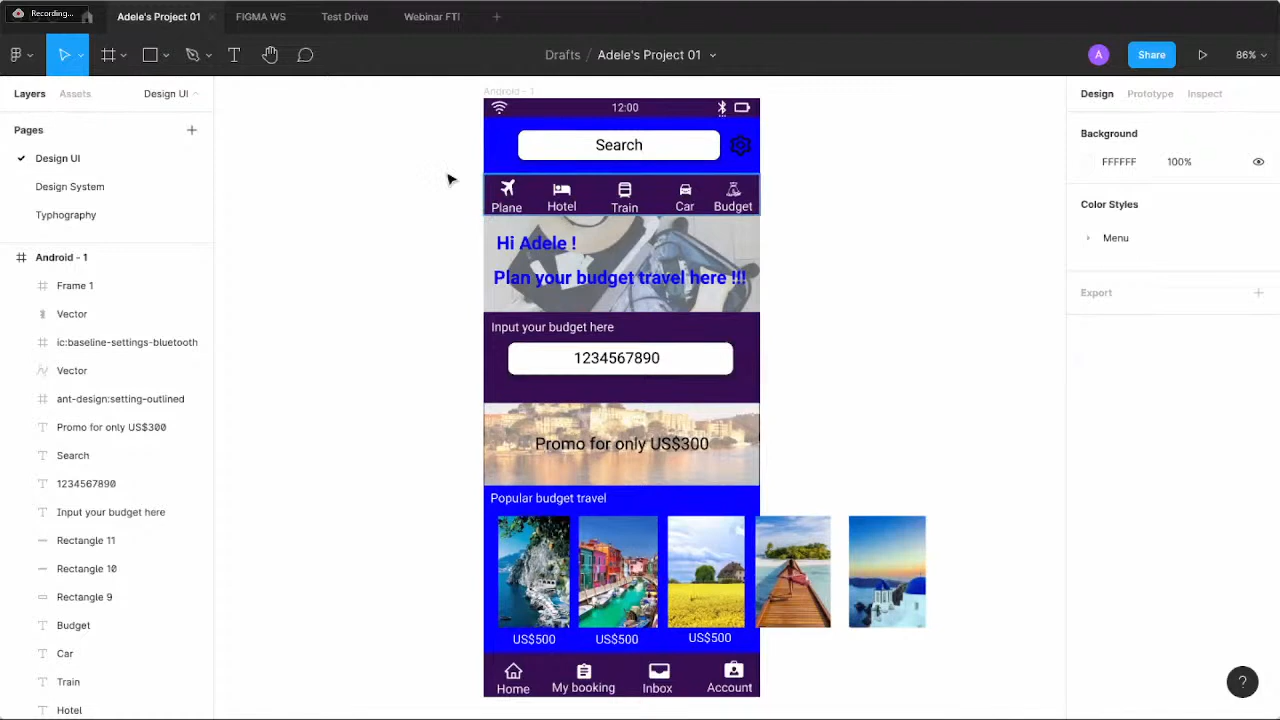 Recording...
Adele's Project 01
FIGMA WS
Test Drive
Webinar FTI
Drafts / Adele's Project 01
A
Share
86%
Layers
Assets
Design UI
Pages
Design UI
Design System
Typhography
Android - 1
Frame 1
Vector
ic:baseline-settings-bluetooth
Vector
ant-design:setting-outlined
Promo for only US$300
Search
1234567890
Input your budget here
Rectangle 11
Rectangle 10
Rectangle 9
Budget
Car
Train
Hotel
Android - 1
12:00
Search
Plane
Hotel
Train
Car
Budget
Hi Adele !
Plan your budget travel here !!!
Input your budget here
1234567890
Promo for only US$300
Popular budget travel
US$500
US$500
US$500
Home
My booking
Inbox
Account
Design
Prototype
Inspect
Background
FFFFFF
100%
Color Styles
Menu
Export
?